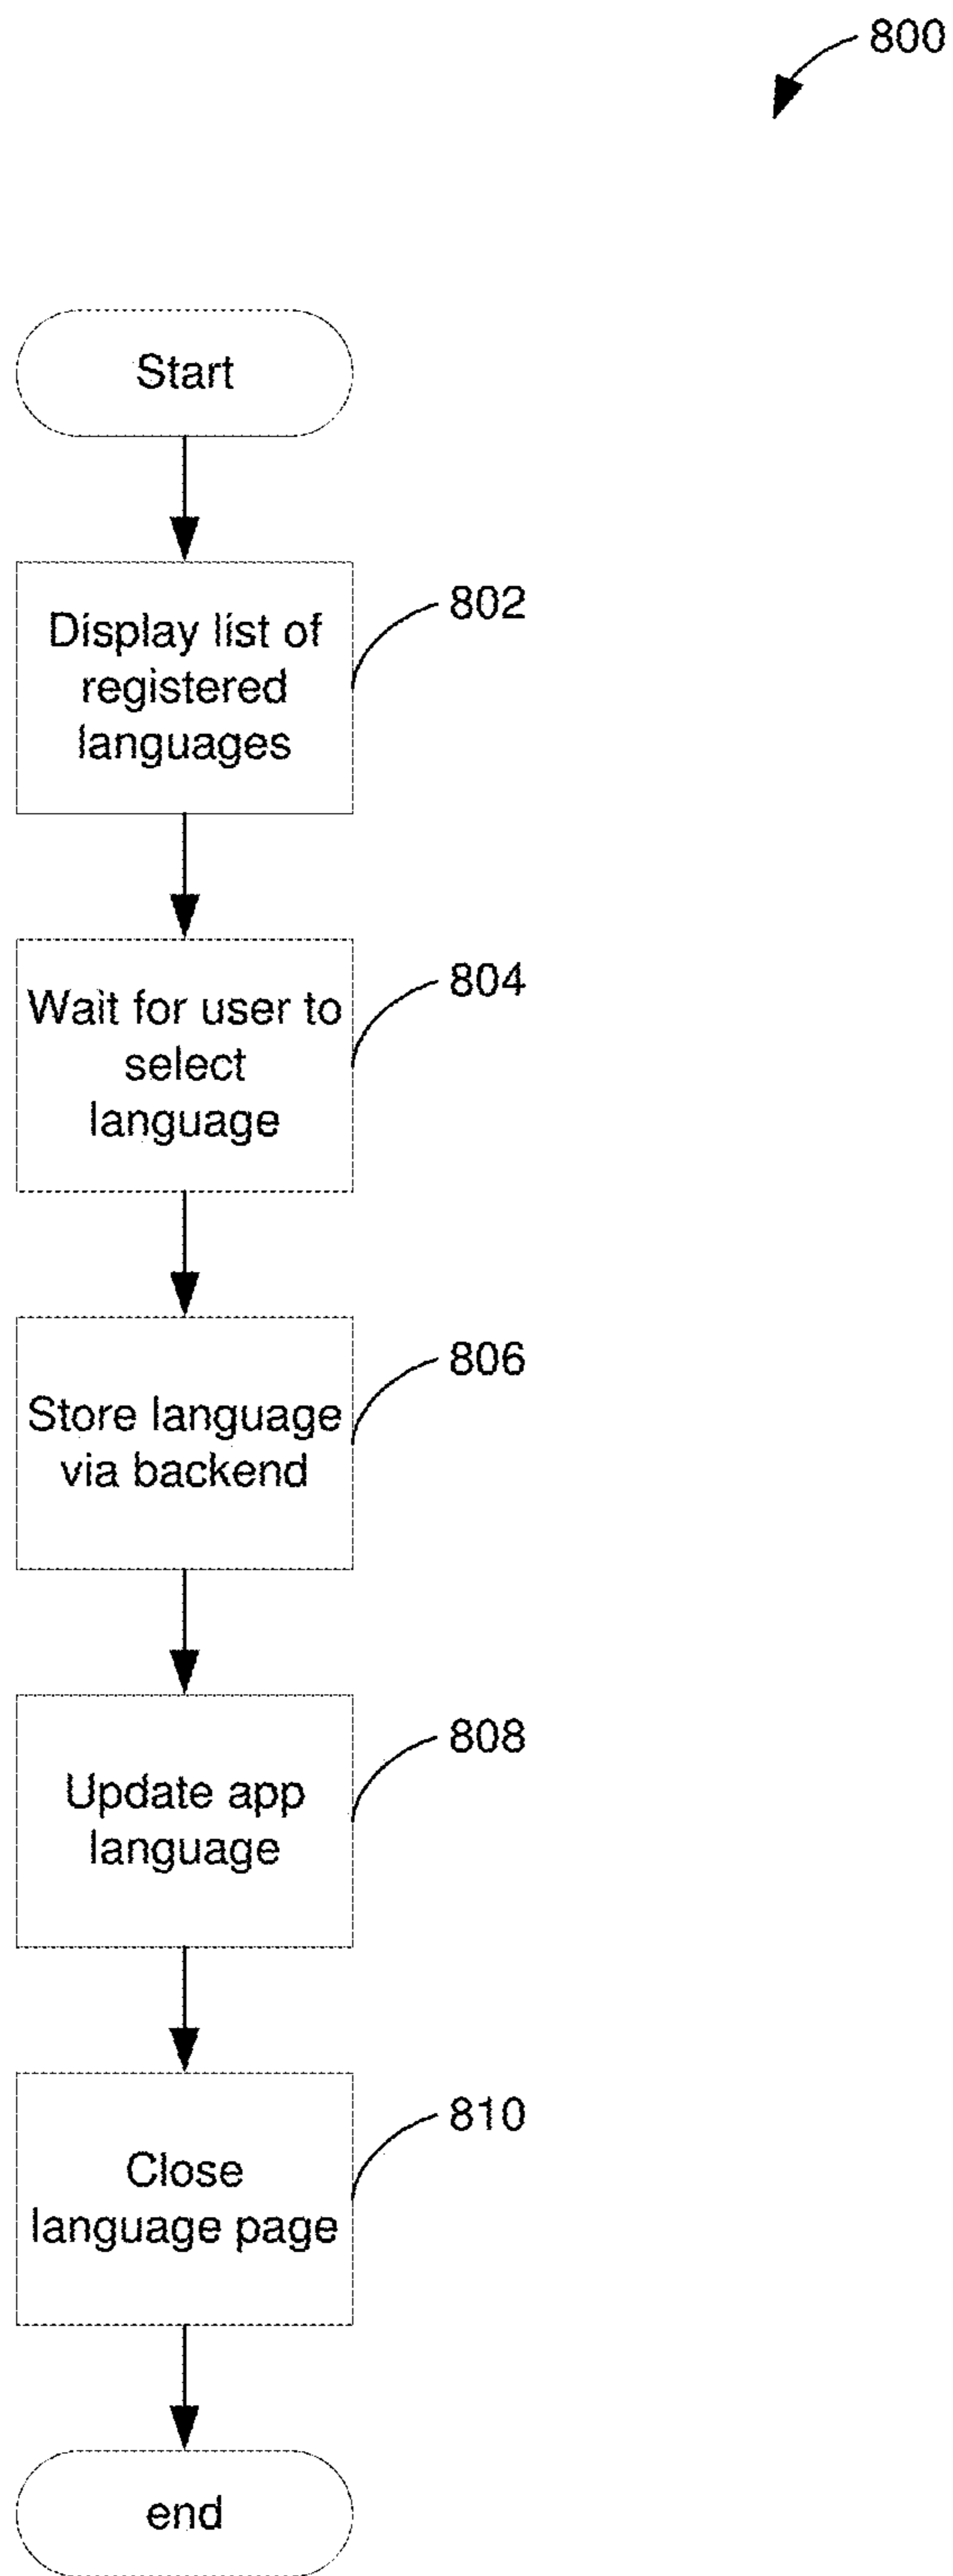 800
Start
Display list of
registered
languages
802
Wait for user to
select
language
804
Store language
via backend
806
Update app
language
808
Close
language page
810
end